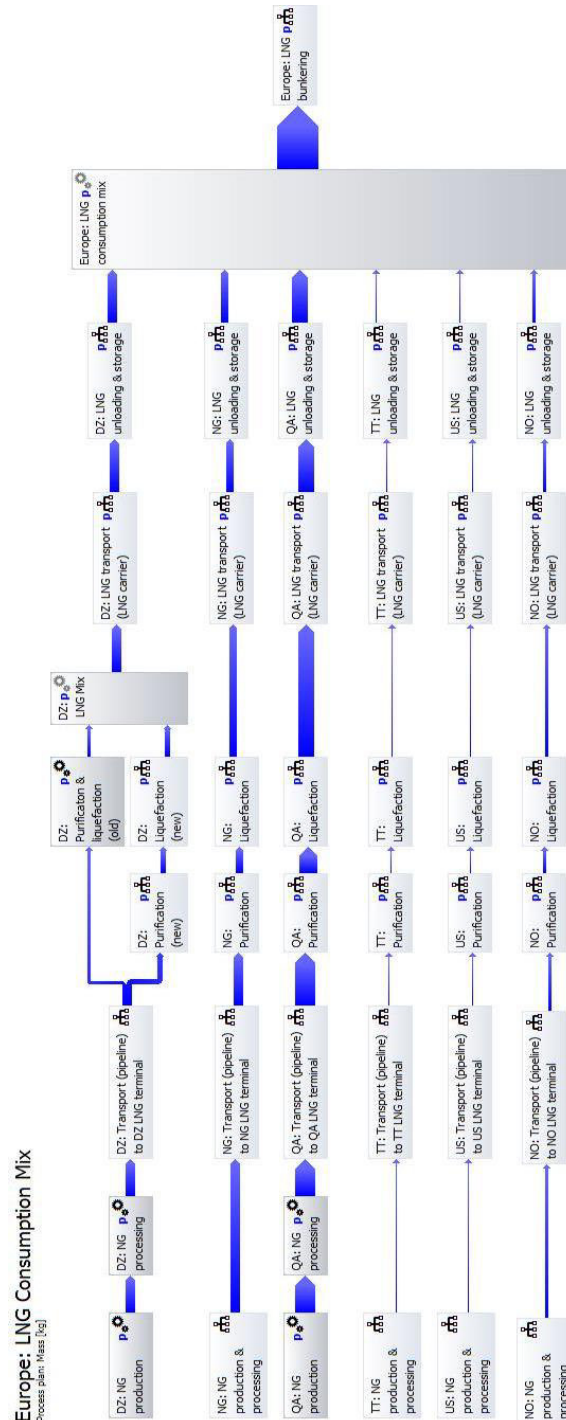 Europe: LNG Consumption Mix
Process plan: Mass [kg]
DZ: NG
production
DZ: NG
processing
DZ: Transport (pipeline)
to DZ LNG terminal
DZ:
Purification
(new)
DZ:
Purificaton &
liquefaction
(old)
DZ:
Liquefaction
(new)
DZ:
LNG Mix
DZ: LNG transport
(LNG carrier)
DZ: LNG
unloading & storage
Europe: LNG
consumption mix
Europe: LNG
bunkering
NG: NG
production &
processing
NG: Transport (pipeline)
to NG LNG terminal
NG:
Purification
NG:
Liquefaction
NG: LNG transport
(LNG carrier)
NG: LNG
unloading & storage
QA: NG
production
QA: NG
processing
QA: Transport (pipeline)
to QA LNG terminal
QA:
Purification
QA:
Liquefaction
QA: LNG transport
(LNG carrier)
QA: LNG
unloading & storage
TT: NG
production &
processing
TT: Transport (pipeline)
to TT LNG terminal
TT:
Purification
TT:
Liquefaction
TT: LNG transport
(LNG carrier)
TT: LNG
unloading & storage
US: NG
production &
processing
US: Transport (pipeline)
to US LNG terminal
US:
Purification
US:
Liquefaction
US: LNG transport
(LNG carrier)
US: LNG
unloading & storage
NO: NG
production &
processing
NO: Transport (pipeline)
to NO LNG terminal
NO:
Purification
NO:
Liquefaction
NO: LNG transport
(LNG carrier)
NO: LNG
unloading & storage